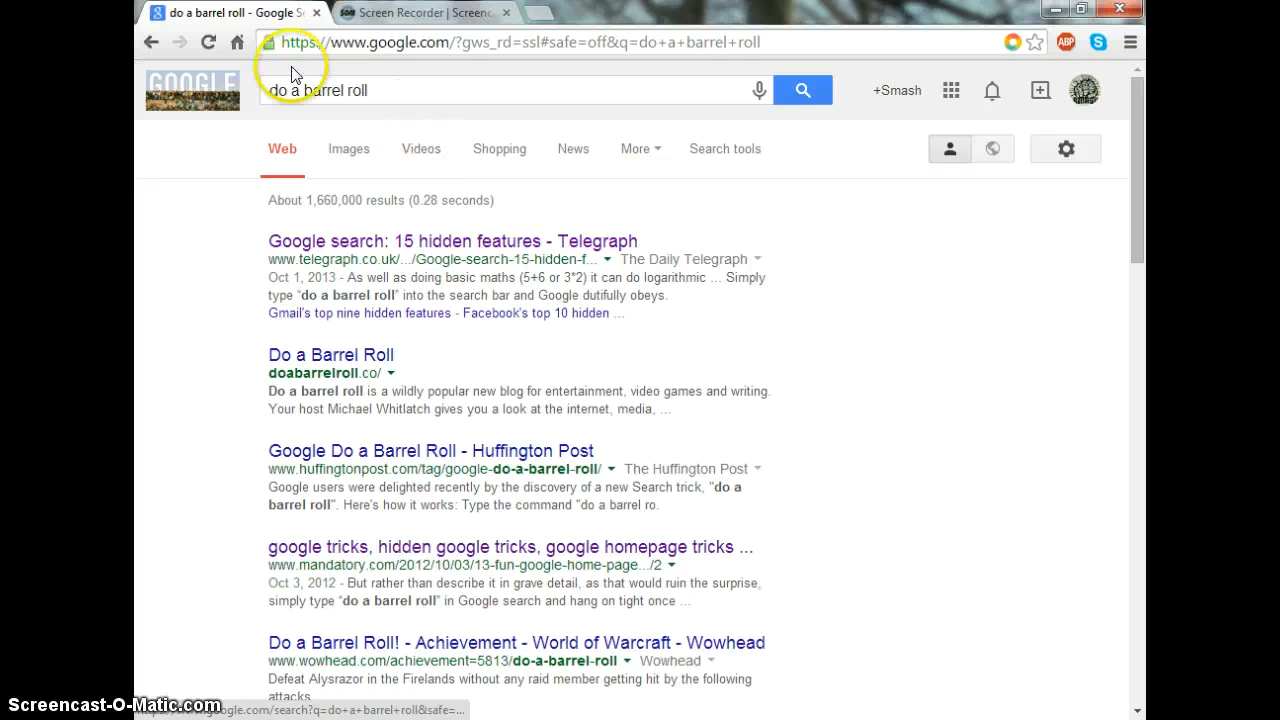 do a barrel roll - Google Se
Screen Recorder | Screenc
https://www.google.com/?gws_rd=ssl#safe=off&q=do+a+barrel+roll
ABP
GOOGLE
do a barrel roll
+Smash
Web
Images
Videos
Shopping
News
More
Search tools
About 1,660,000 results (0.28 seconds)
Google search: 15 hidden features - Telegraph
www.telegraph.co.uk/.../Google-search-15-hidden-f... The Daily Telegraph
Oct 1, 2013 - As well as doing basic maths (5+6 or 3*2) it can do logarithmic ... Simply
type “do a barrel roll” into the search bar and Google dutifully obeys.
Gmail's top nine hidden features - Facebook's top 10 hidden ...
Do a Barrel Roll
doabarrelroll.co/
Do a barrel roll is a wildly popular new blog for entertainment, video games and writing.
Your host Michael Whitlatch gives you a look at the internet, media, ...
Google Do a Barrel Roll - Huffington Post
www.huffingtonpost.com/tag/google-do-a-barrel-roll/ The Huffington Post
Google users were delighted recently by the discovery of a new Search trick, "do a
barrel roll". Here's how it works: Type the command "do a barrel ro.
google tricks, hidden google tricks, google homepage tricks ...
www.mandatory.com/2012/10/03/13-fun-google-home-page.../2
Oct 3, 2012 - But rather than describe it in grave detail, as that would ruin the surprise,
simply type “do a barrel roll” in Google search and hang on tight once ...
Do a Barrel Roll! - Achievement - World of Warcraft - Wowhead
www.wowhead.com/achievement=5813/do-a-barrel-roll Wowhead
Defeat Alysrazor in the Firelands without any raid member getting hit by the following
attacks
https://www.google.com/search?q=do+a+barrel+roll&safe=...
Screencast-O-Matic.com